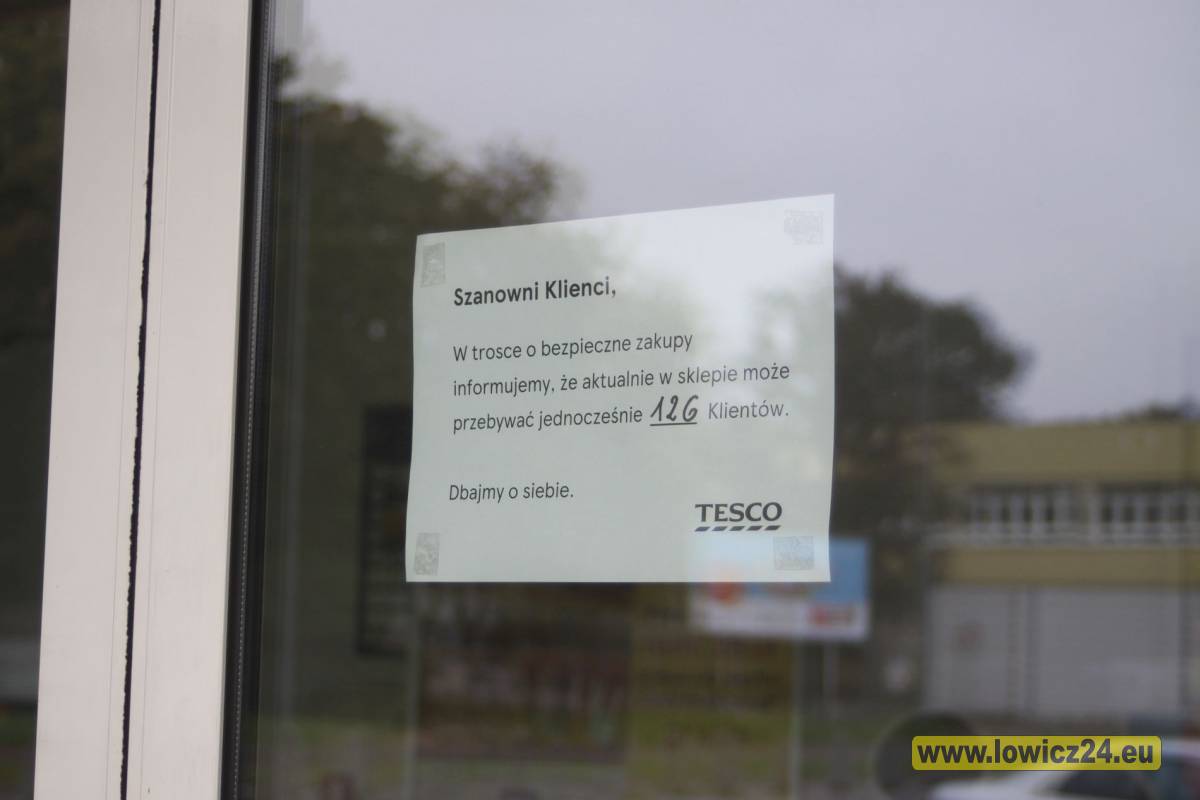 Szanowni Klienci,
W trosce o bezpieczne zakupy
informujemy, że aktualnie w sklepie może
przebywać jednocześnie 126 Klientów.
Dbajmy o siebie.
TESCO
www.lowicz24.eu